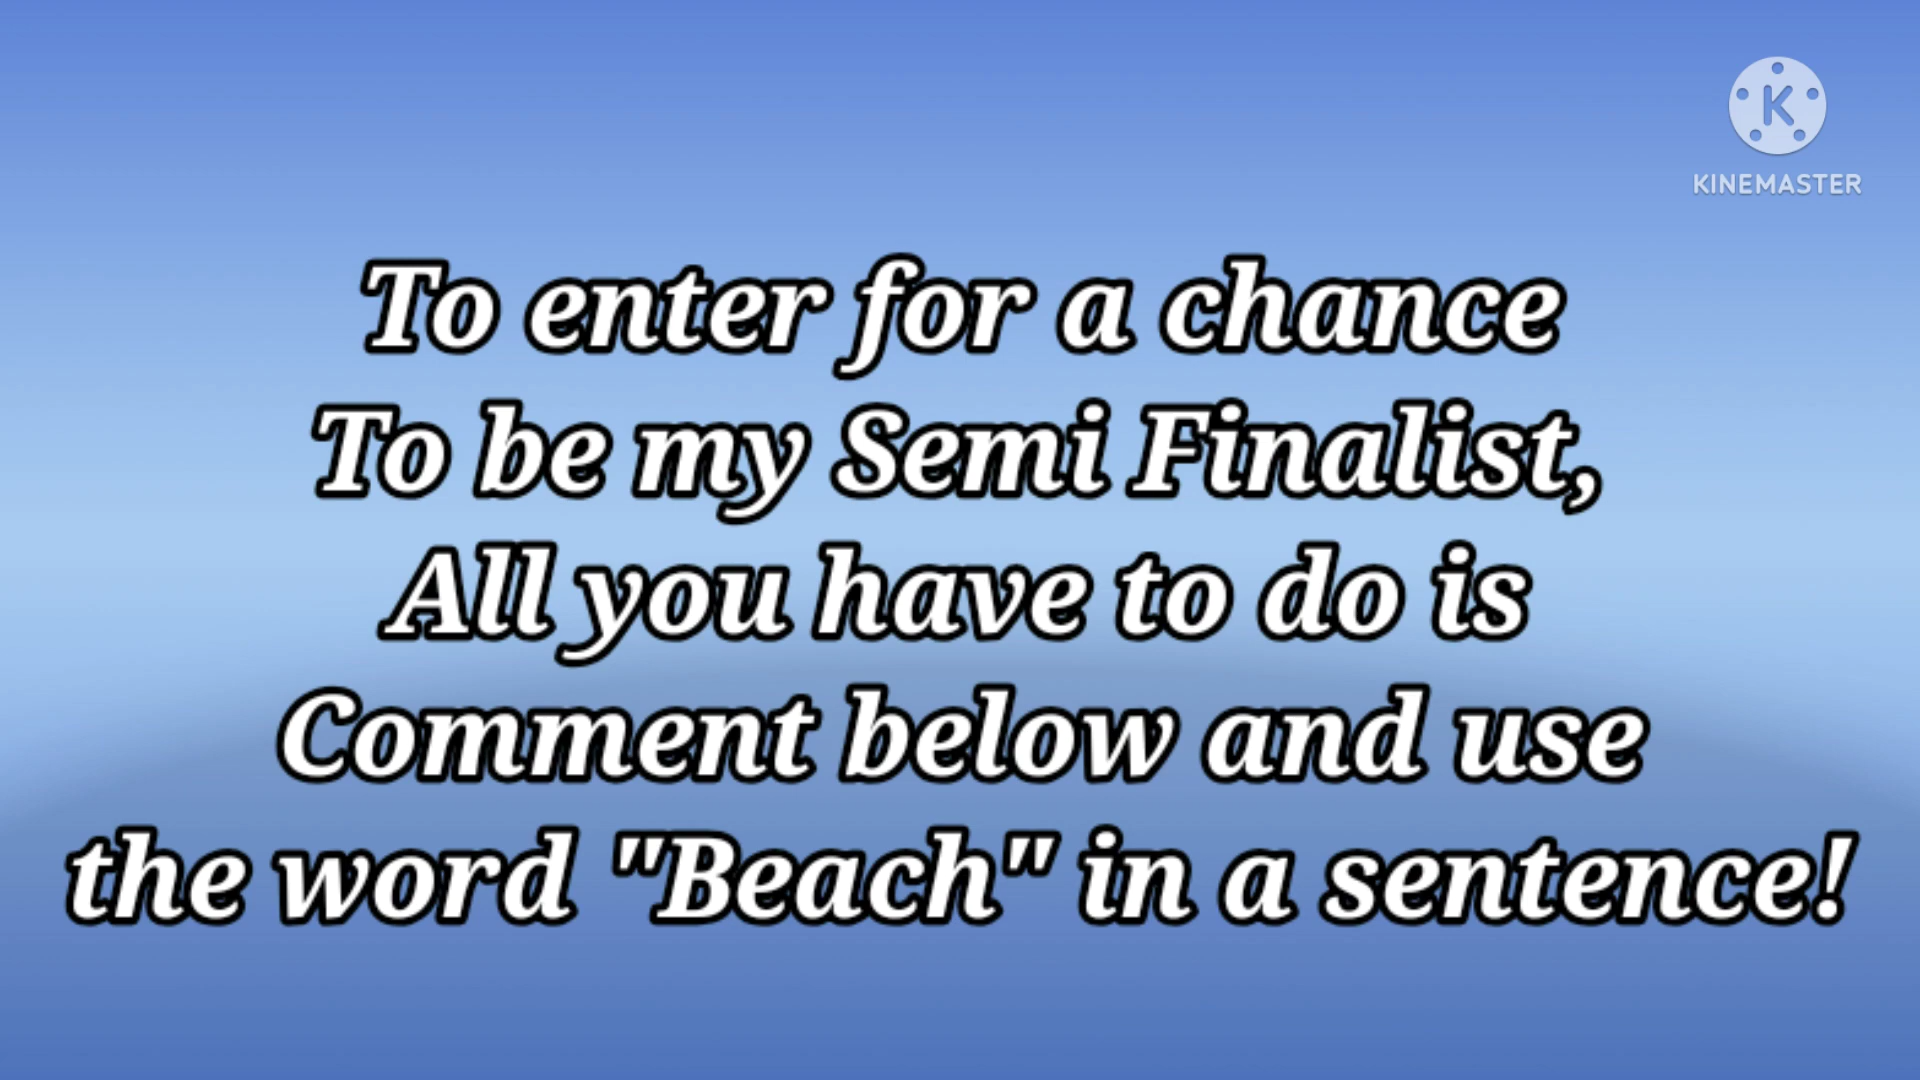 K
KINEMASTER
To enter for a chance
To be my Semi Finalist,
All you have to do is
Comment below and use
the word "Beach" in a sentence!